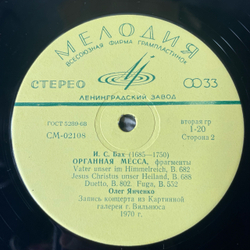 МЕЛОДИЯ
ВСЕСОЮЗНАЯ ФИРМА ГРАМПЛАСТИНОК
СТЕРЕО
33
ЛЕНИНГРАДСКИЙ ЗАВОД
ГОСТ 5289-68
СМ-02108
вторая гр
1-20
Сторона 2
И. С. Бах (1685—1750)
ОРГАННАЯ МЕССА, фрагменты
Vater unser im Himmelreich, B. 682
Jesus Christus unser Heiland, B. 688
Duetto, B. 802. Fuga, B. 552
Олег Янченко
Запись концерта из Картинной
галереи г. Вильнюса
1970 г.